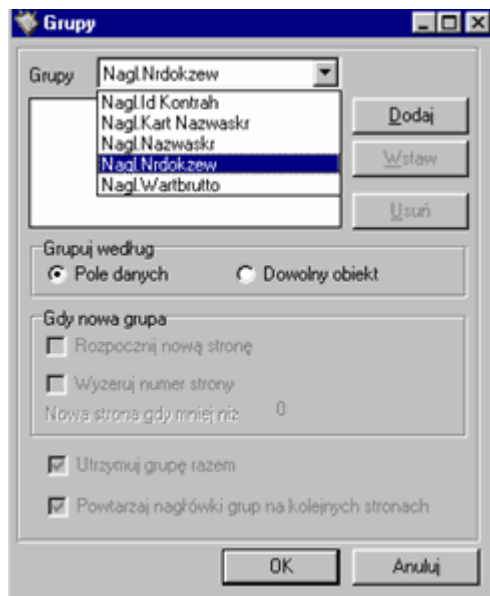 Grupy
Grupy Nagl.Nrdokzew
Nagl.Id Kontrah
Nagl.Kart Nazwaskr
Nagl.Nazwaskr
Nagl.Nrdokzew
Nagl.Wartbrutto
Dodaj
Wstaw
Usuń
Grupuj według
Pole danych Dowolny obiekt
Gdy nowa grupa
Rozpocznij nową stronę
Wyzeruj numer strony
Nowa strona gdy mniej niż 0
Utrzymuj grupę razem
Powtarzaj nagłówki grup na kolejnych stronach
OK Anuluj